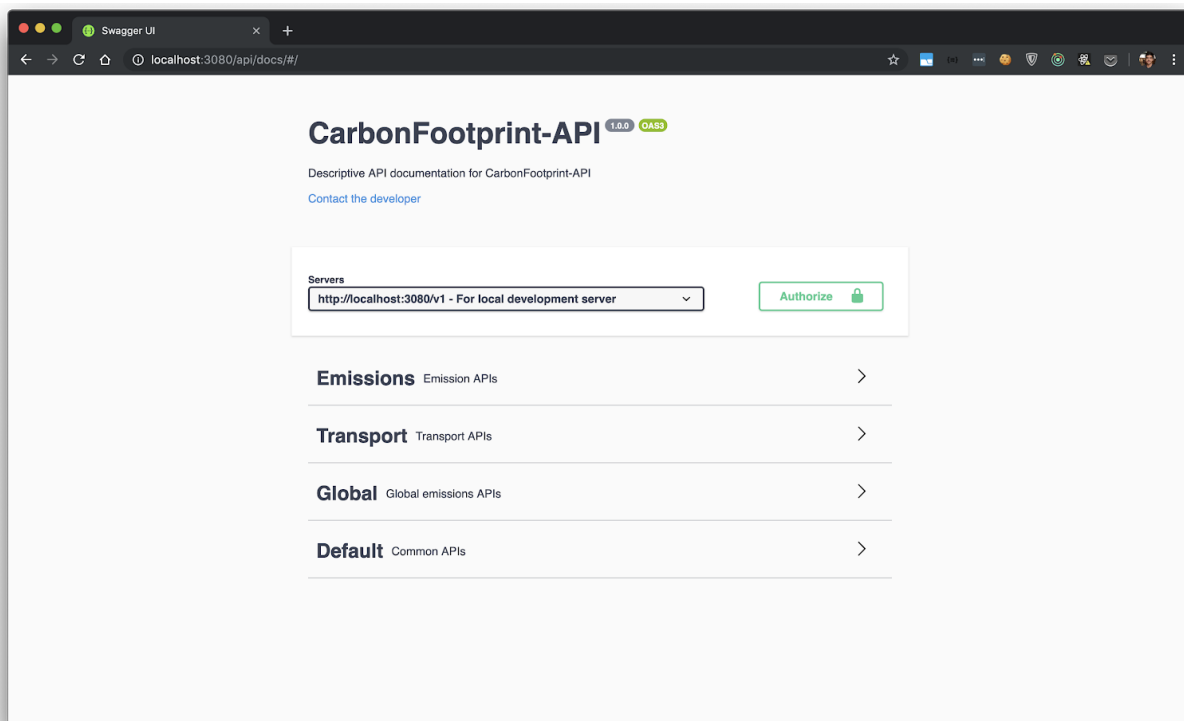 Swagger UI
localhost:3080/api/docs/#/
CarbonFootprint-API 1.0.0 OAS3
Descriptive API documentation for CarbonFootprint-API
Contact the developer
Servers
http://localhost:3080/v1 - For local development server
Authorize
Emissions Emission APIs
Transport Transport APIs
Global Global emissions APIs
Default Common APIs